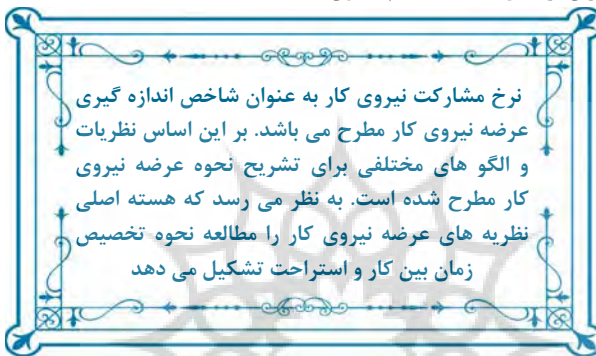 نرخ مشارکت نیروی کار به عنوان شاخص اندازه گیری
عرضه نیروی کار مطرح می باشد. بر این اساس نظریات
و الگو های مختلفی برای تشریح نحوه عرضه نیروی
کار مطرح شده است. به نظر می رسد که هسته اصلی
نظریه های عرضه نیروی کار را مطالعه نحوه تخصیص
زمان بین کار و استراحت تشکیل می دهد